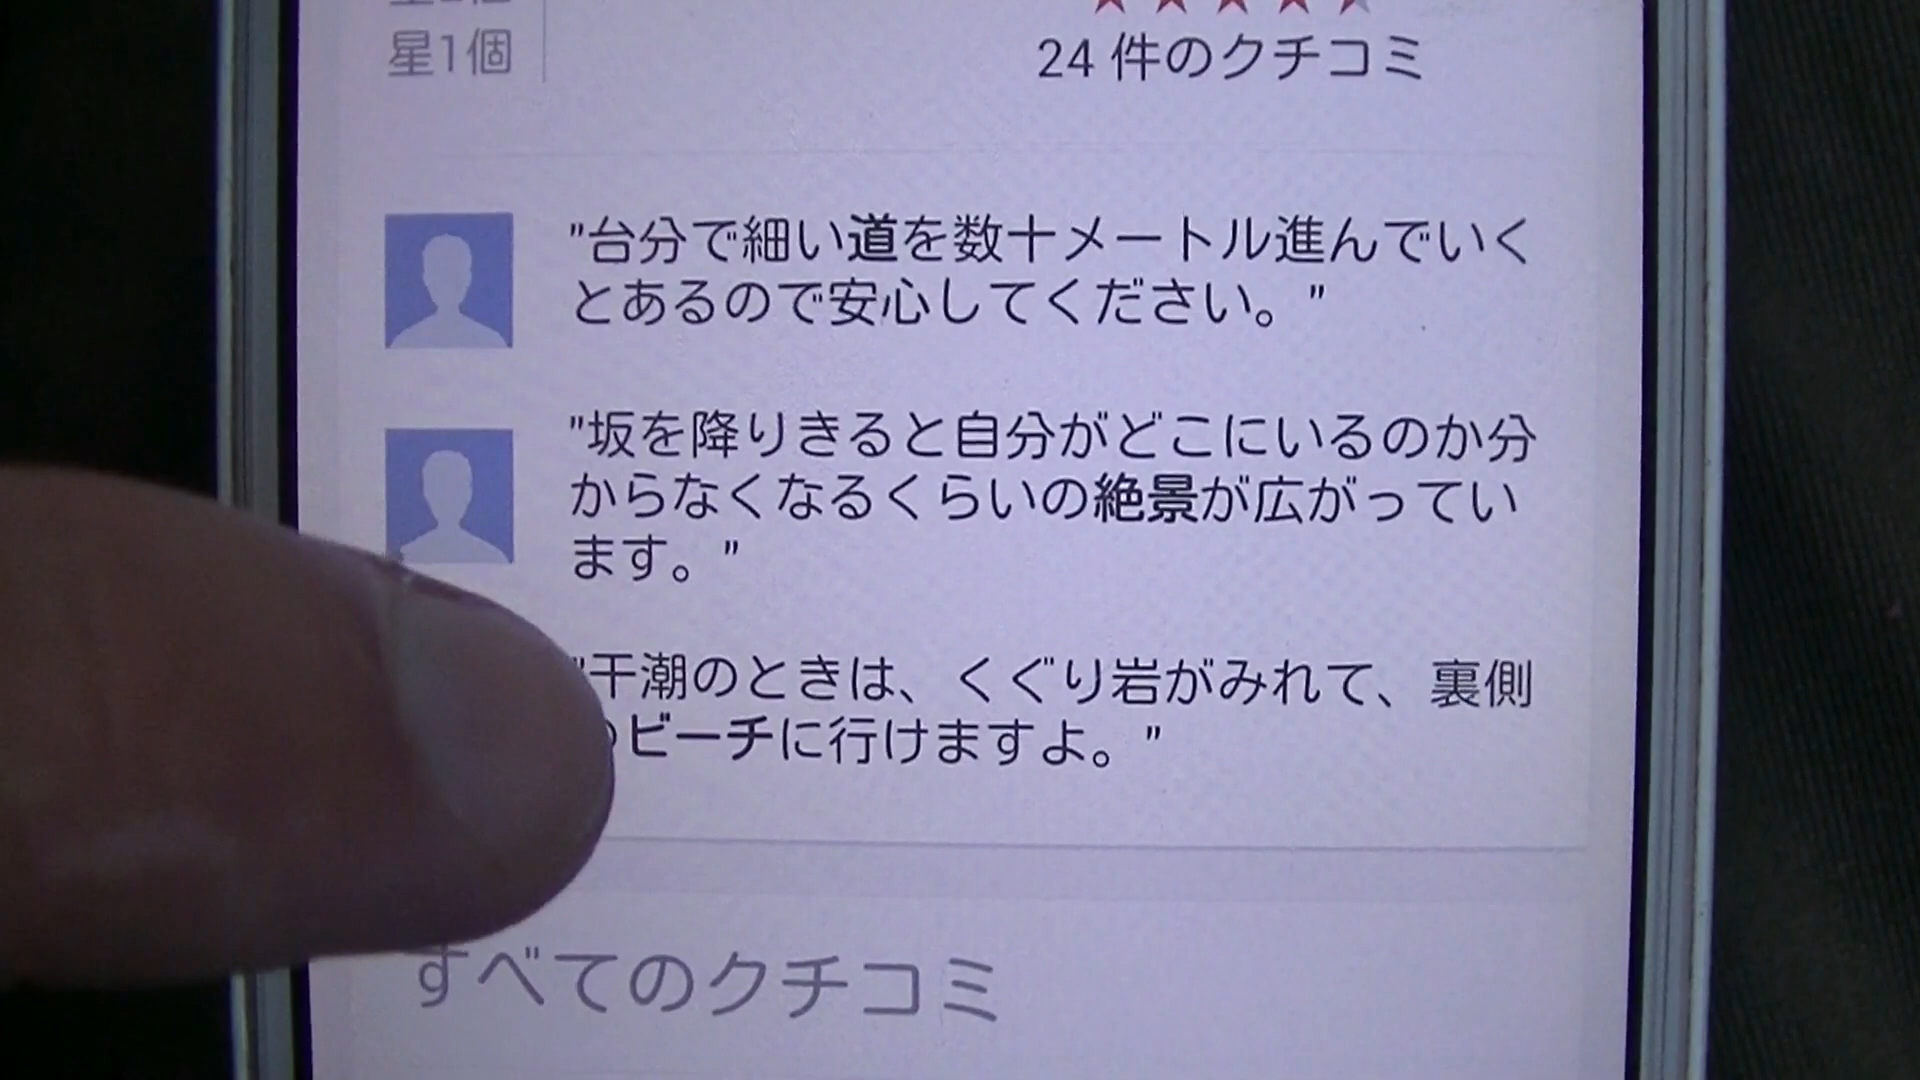 星1個
24 件のクチコミ
"台分で細い道を数十メートル進んでいく
とあるので安心してください。"
"坂を降りきると自分がどこにいるのか分
からなくなるくらいの絶景が広がってい
ます。"
"干潮のときは、くぐり岩がみれて、裏側
ビーチに行けますよ。"
すべてのクチコミ